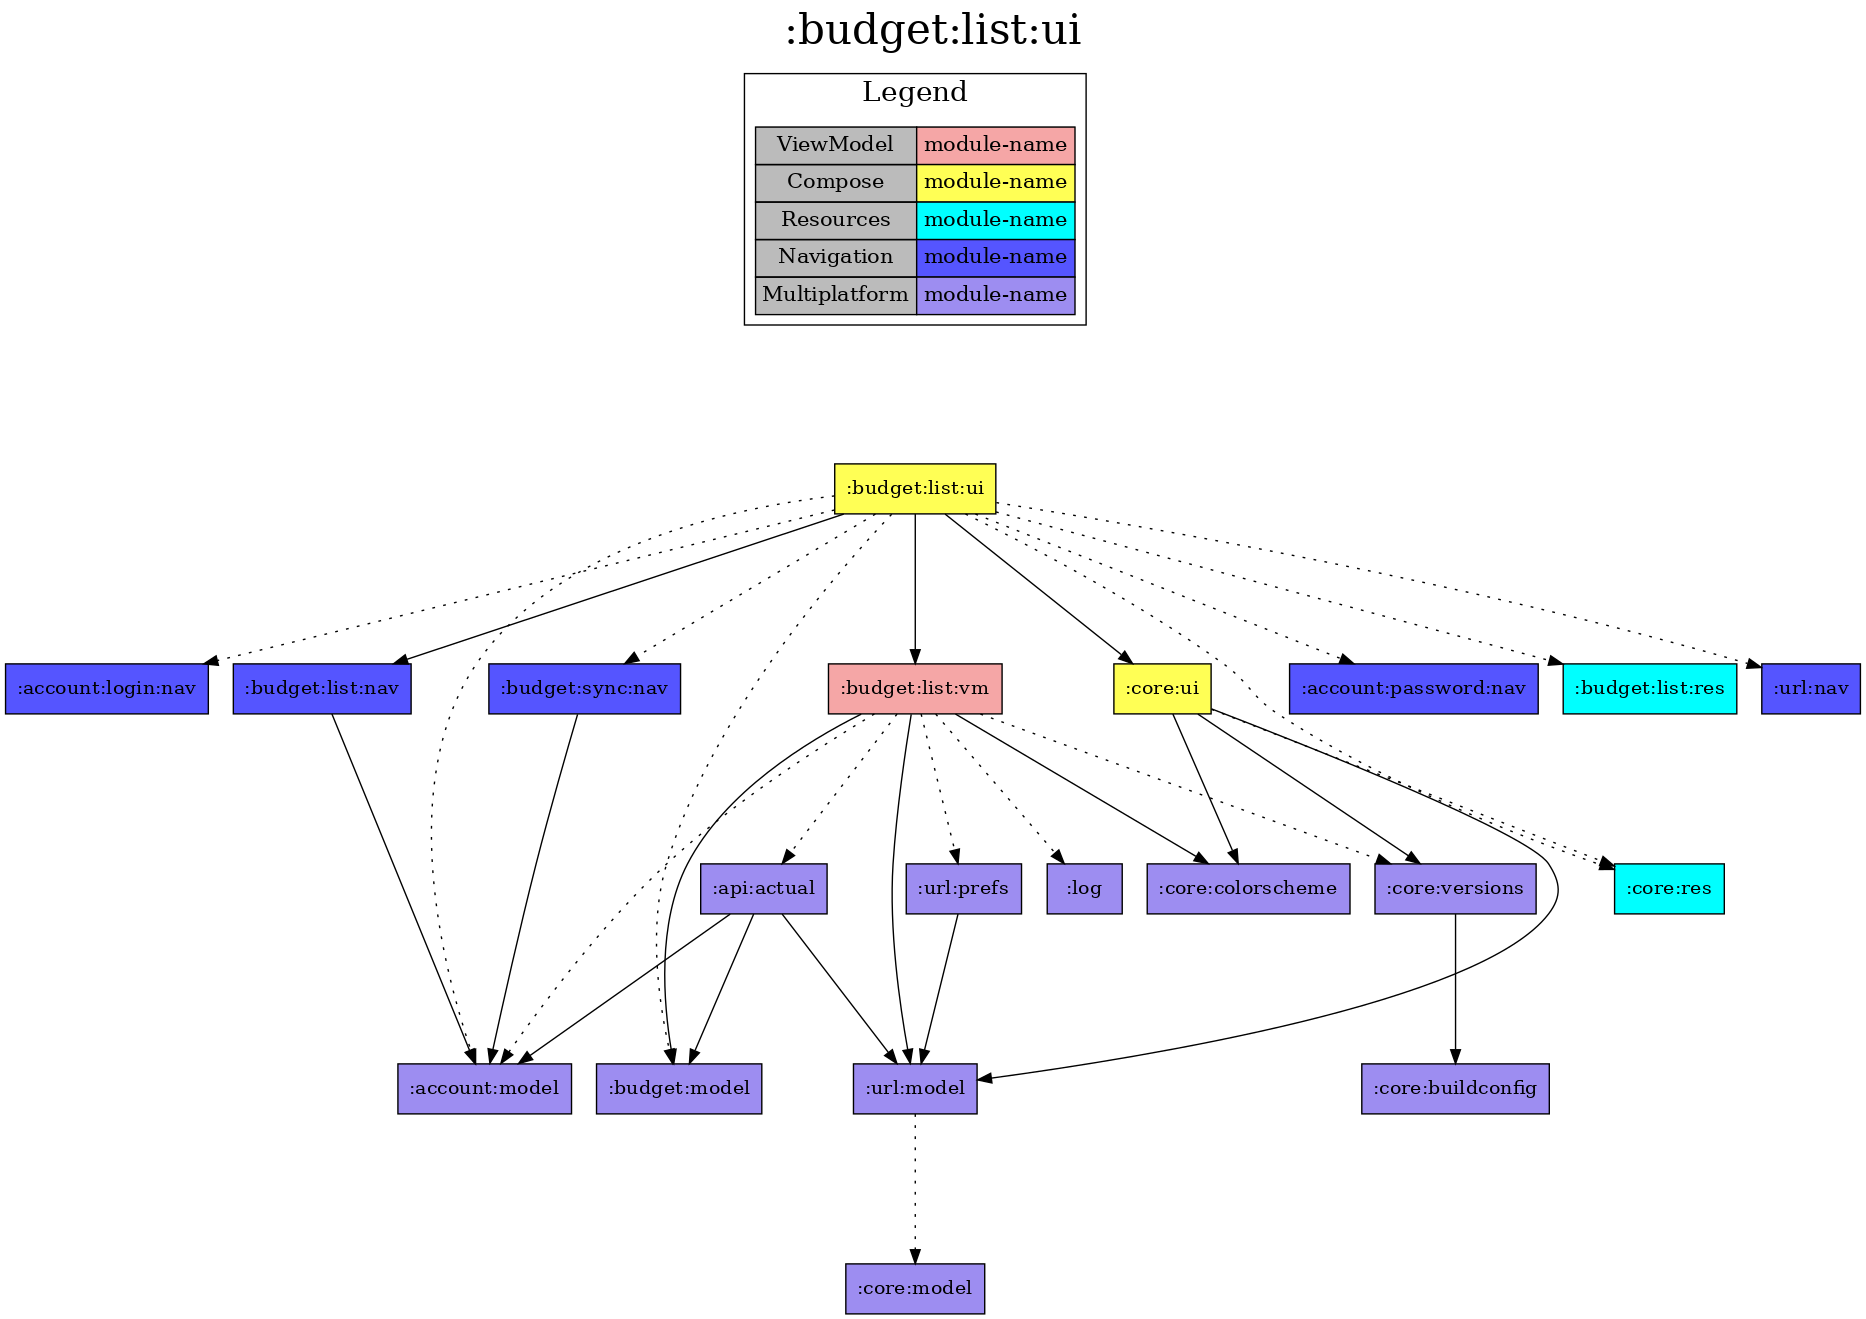 :budget:list:ui
Legend
ViewModel module-name
Compose module-name
Resources module-name
Navigation module-name
Multiplatform module-name
:budget:list:ui
:account:login:nav
:budget:list:nav
:budget:sync:nav
:budget:list:vm
:core:ui
:account:password:nav
:budget:list:res
:url:nav
:api:actual
:url:prefs
:log
:core:colorscheme
:core:versions
:core:res
:account:model
:budget:model
:url:model
:core:buildconfig
:core:model